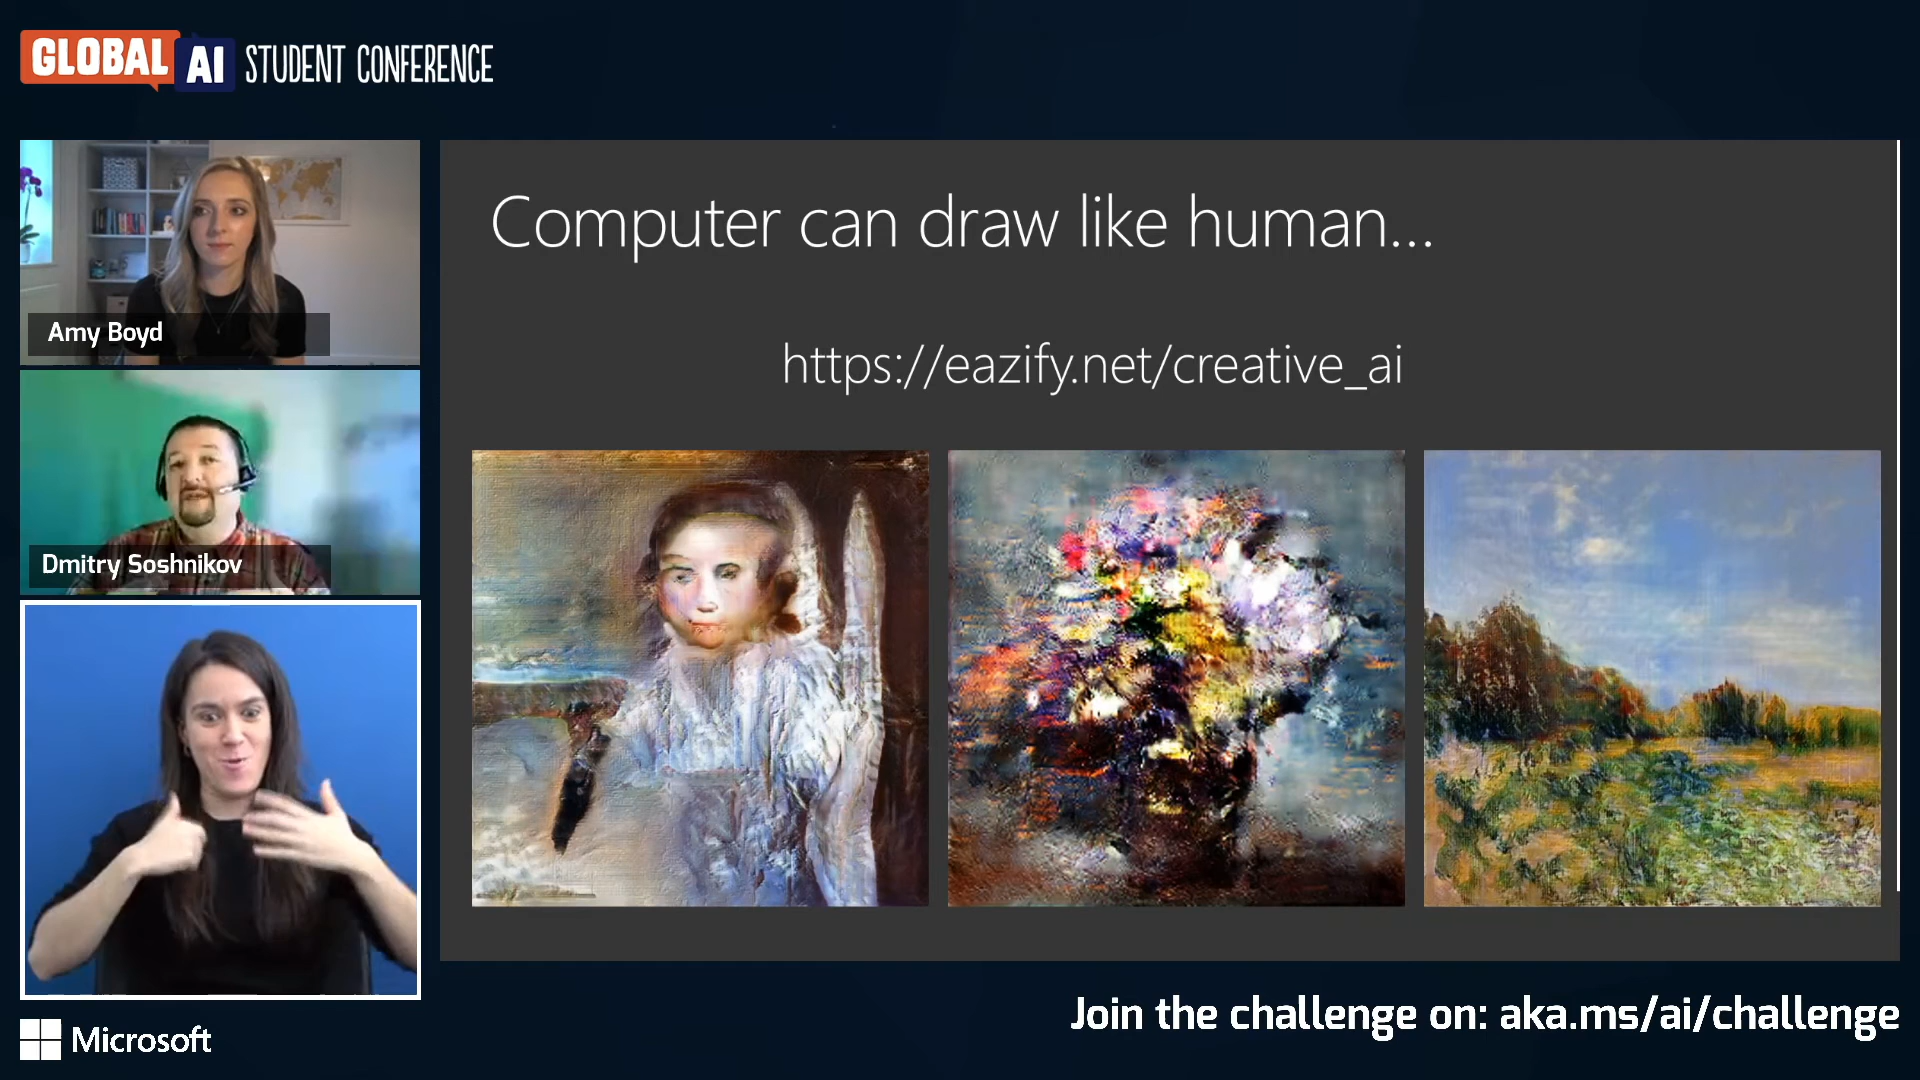 GLOBAL AI STUDENT CONFERENCE
Amy Boyd
Dmitry Soshnikov
Computer can draw like human...
https://eazify.net/creative_ai
Join the challenge on: aka.ms/ai/challenge
Microsoft